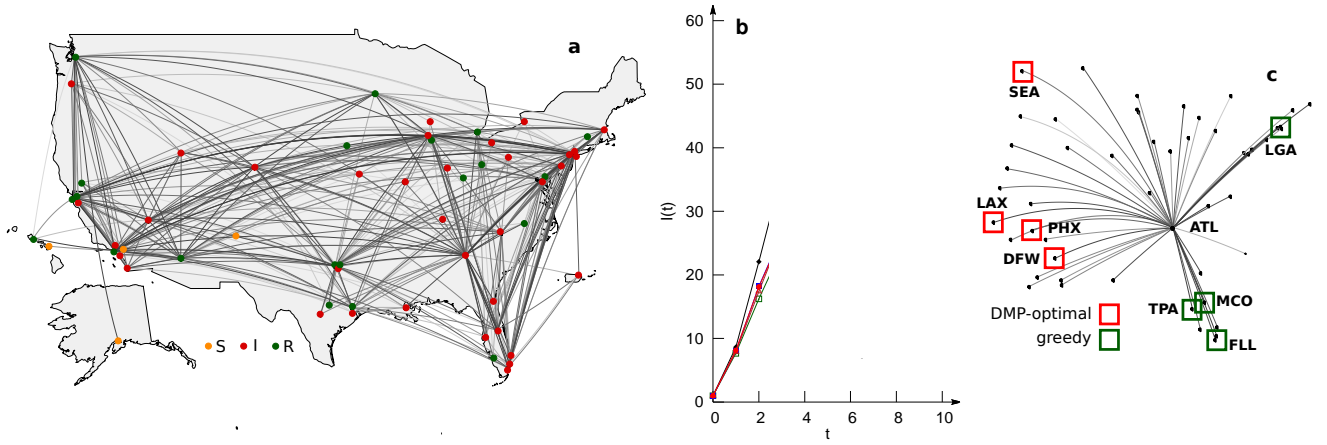 a
S I R
b
60
50
40
30
20
10
0
I(t)
0 2 4 6 8 10
t
c
SEA
LGA
LAX
PHX
ATL
DFW
TPA
MCO
FLL
DMP-optimal
greedy